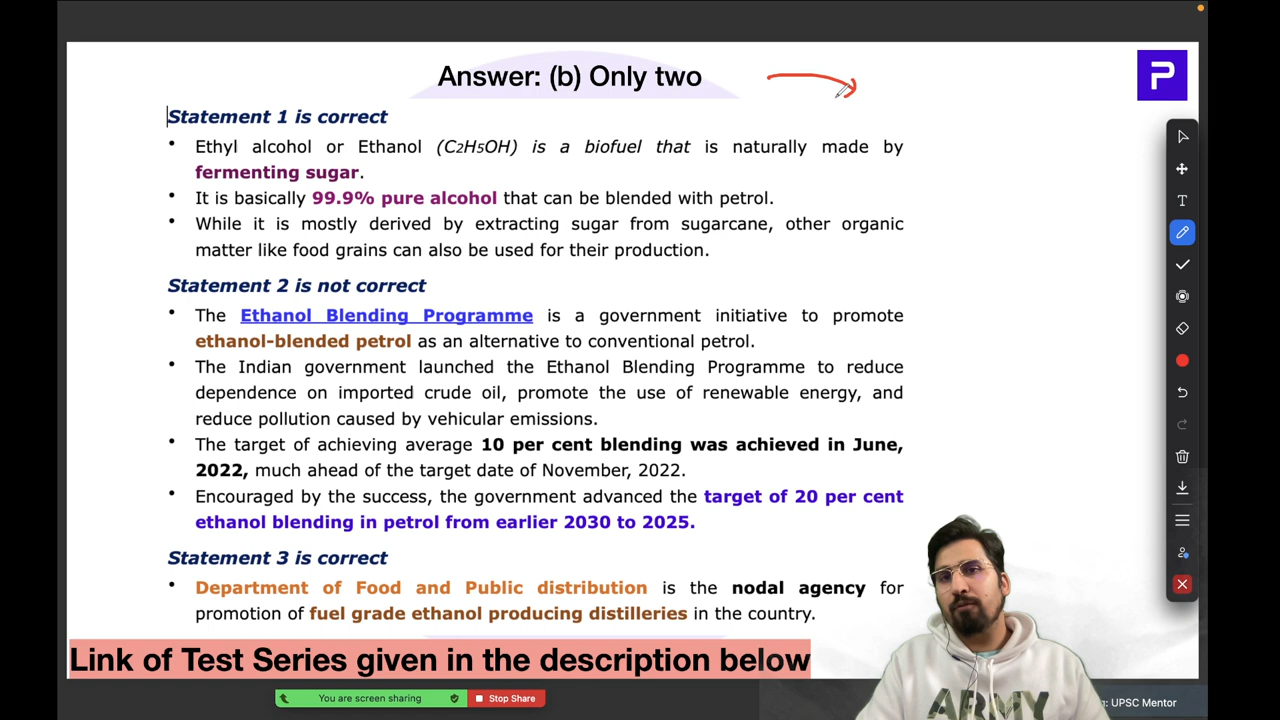 Answer: (b) Only two
P
Statement 1 is correct
• Ethyl alcohol or Ethanol (C2H5OH) is a biofuel that is naturally made by
fermenting sugar.
• It is basically 99.9% pure alcohol that can be blended with petrol.
• While it is mostly derived by extracting sugar from sugarcane, other organic
matter like food grains can also be used for their production.
Statement 2 is not correct
• The Ethanol Blending Programme is a government initiative to promote
ethanol-blended petrol as an alternative to conventional petrol.
• The Indian government launched the Ethanol Blending Programme to reduce
dependence on imported crude oil, promote the use of renewable energy, and
reduce pollution caused by vehicular emissions.
• The target of achieving average 10 per cent blending was achieved in June,
2022, much ahead of the target date of November, 2022.
• Encouraged by the success, the government advanced the target of 20 per cent
ethanol blending in petrol from earlier 2030 to 2025.
Statement 3 is correct
• Department of Food and Public distribution is the nodal agency for
promotion of fuel grade ethanol producing distilleries in the country.
Link of Test Series given in the description below
T
You are screen sharing
Stop Share
ARMY
UPSC Mentor